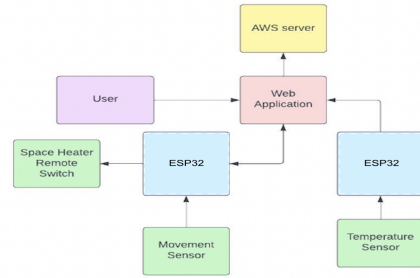 AWS server
User
Web
Application
Space Heater
Remote
Switch
ESP32
ESP32
Movement
Sensor
Temperature
Sensor